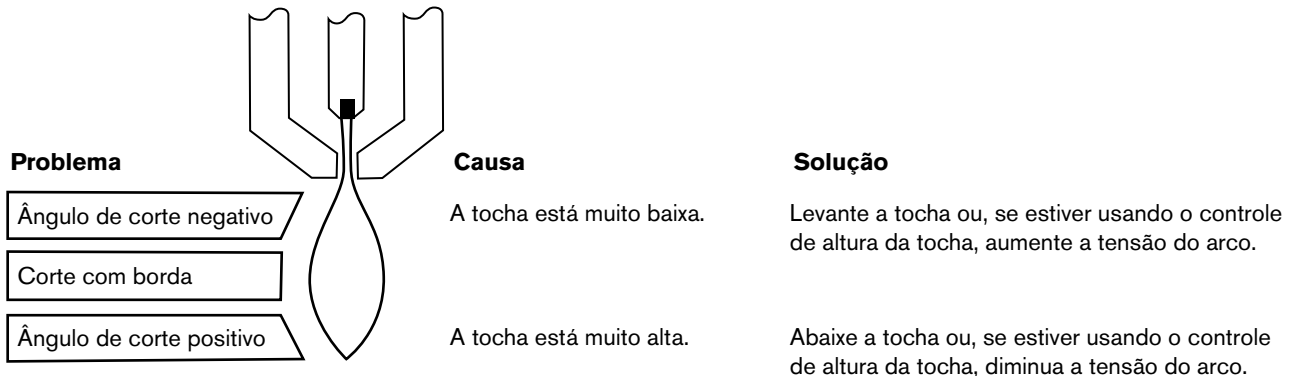 Problema
Causa
Solução
Ângulo de corte negativo
A tocha está muito baixa.
Levante a tocha ou, se estiver usando o controle
de altura da tocha, aumente a tensão do arco.
Corte com borda
Ângulo de corte positivo
A tocha está muito alta.
Abaixe a tocha ou, se estiver usando o controle
de altura da tocha, diminua a tensão do arco.